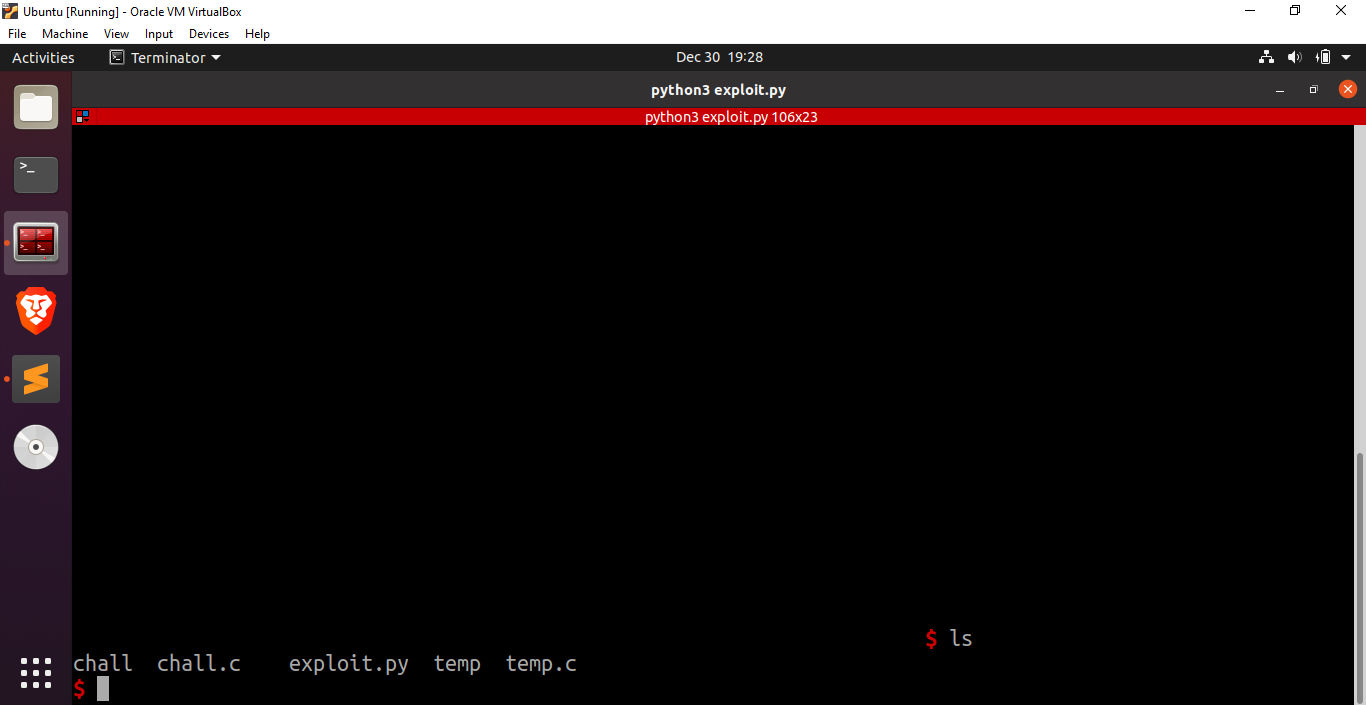 Ubuntu [Running] - Oracle VM VirtualBox
File Machine View Input Devices Help
Activities Terminator Dec 30 19:28
python3 exploit.py
python3 exploit.py 106x23
$ ls
chall chall.c exploit.py temp temp.c
$